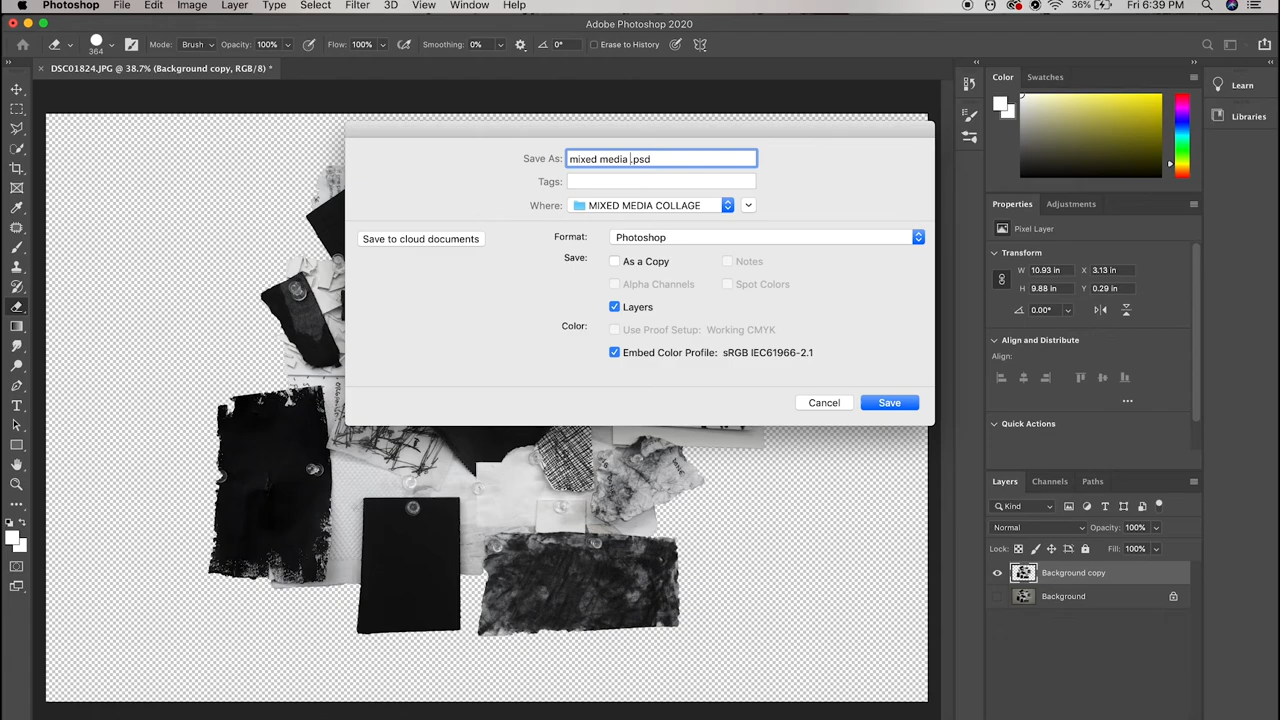 Photoshop File Edit Image Layer Type Select Filter 3D View Window Help 36% Fri 6:39 PM
Adobe Photoshop 2020
364 Mode: Brush Opacity: 100% Flow: 100% Smoothing: 0% 0° Erase to History
DSC01824.JPG @ 38.7% (Background copy, RGB/8) *
Save As: mixed media .psd
Tags:
Where: MIXED MEDIA COLLAGE
Save to cloud documents
Format: Photoshop
Save: As a Copy Notes
Alpha Channels Spot Colors
Layers
Color: Use Proof Setup: Working CMYK
Embed Color Profile: sRGB IEC61966-2.1
Cancel Save
Color Swatches
Learn
Libraries
Properties Adjustments
Pixel Layer
Transform
W 10.93 in X 3.13 in
H 9.88 in Y 0.29 in
0.00°
Align and Distribute
Align:
Quick Actions
Layers Channels Paths
Kind
Normal Opacity: 100%
Lock: Fill: 100%
Background copy
Background